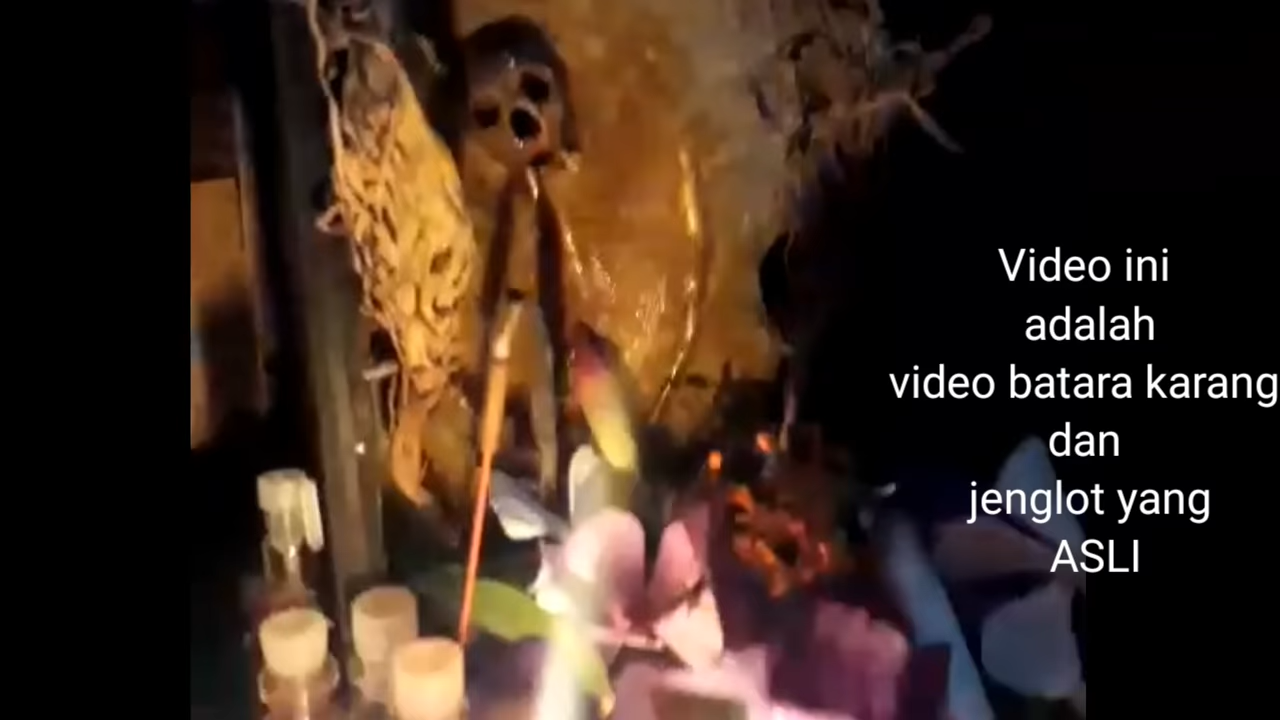 Video ini
adalah
video batara karang
dan
jenglot yang
ASLI